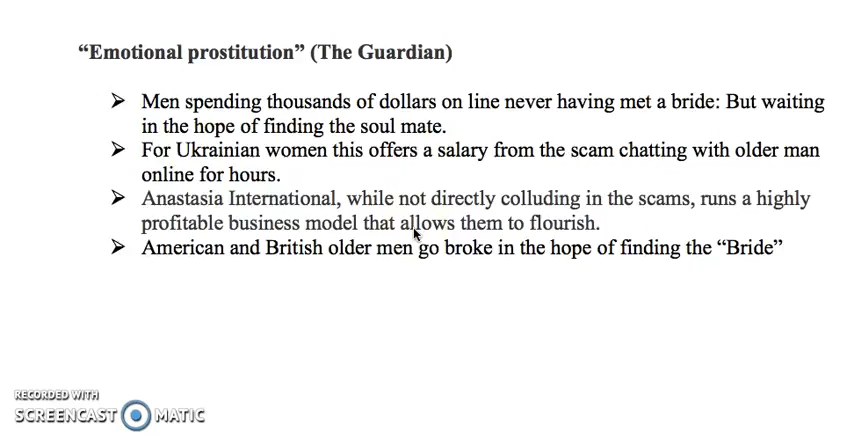 “Emotional prostitution” (The Guardian)
➢ Men spending thousands of dollars on line never having met a bride: But waiting
in the hope of finding the soul mate.
➢ For Ukrainian women this offers a salary from the scam chatting with older man
online for hours.
➢ Anastasia International, while not directly colluding in the scams, runs a highly
profitable business model that allows them to flourish.
➢ American and British older men go broke in the hope of finding the “Bride”
RECORDED WITH
SCREENCAST MATIC